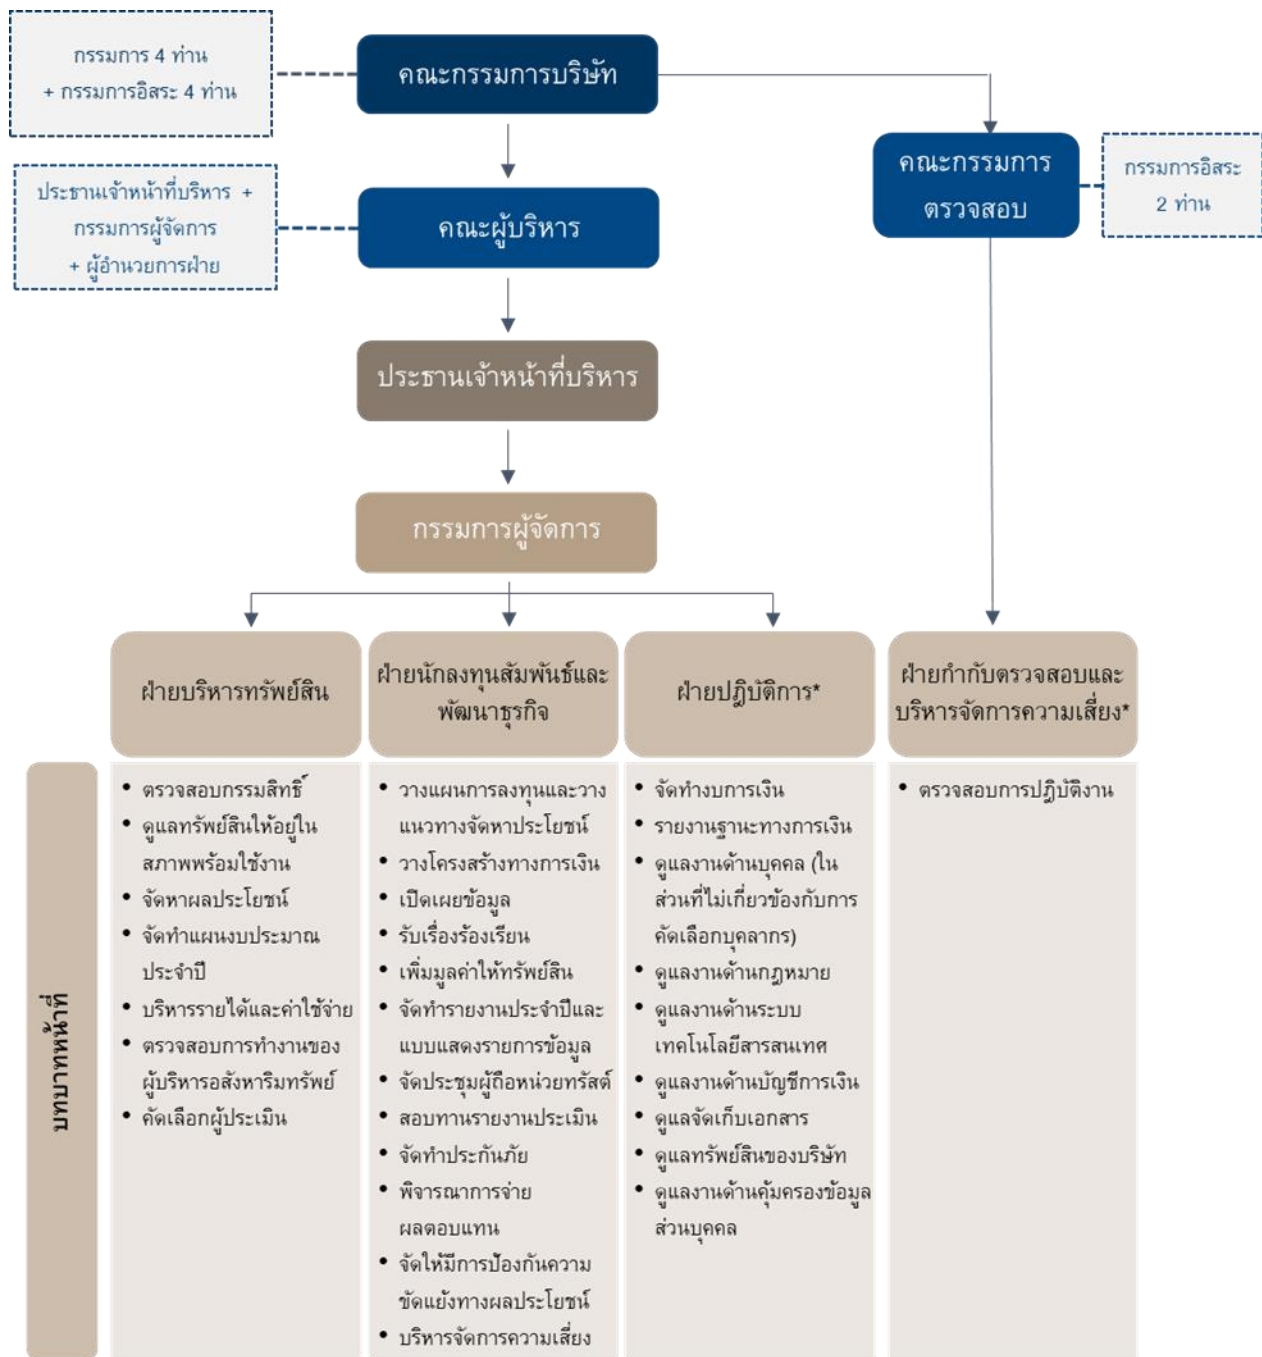 กรรมการ 4 ท่าน
+ กรรมการอิสระ 4 ท่าน
คณะกรรมการบริษัท
คณะกรรมการ
ตรวจสอบ
กรรมการอิสระ
2 ท่าน
ประธานเจ้าหน้าที่บริหาร +
กรรมการผู้จัดการ
+ ผู้อำนวยการฝ่าย
คณะผู้บริหาร
ประธานเจ้าหน้าที่บริหาร
กรรมการผู้จัดการ
ฝ่ายบริหารทรัพย์สิน
ฝ่ายนักลงทุนสัมพันธ์และ
พัฒนาธุรกิจ
ฝ่ายปฏิบัติการ*
ฝ่ายกำกับตรวจสอบและ
บริหารจัดการความเสี่ยง*
บทบาทหน้าที่
• ตรวจสอบกรรมสิทธิ์
• ดูแลทรัพย์สินให้อยู่ใน
สภาพพร้อมใช้งาน
• จัดหาผลประโยชน์
• จัดทำแผนงบประมาณ
ประจำปี
• บริหารรายได้และค่าใช้จ่าย
• ตรวจสอบการทำงานของ
ผู้บริหารอสังหาริมทรัพย์
• คัดเลือกผู้ประเมิน
• วางแผนการลงทุนและวาง
แนวทางจัดหาประโยชน์
• วางโครงสร้างทางการเงิน
• เปิดเผยข้อมูล
• รับเรื่องร้องเรียน
• เพิ่มมูลค่าให้ทรัพย์สิน
• จัดทำรายงานประจำปีและ
แบบแสดงรายการข้อมูล
• จัดประชุมผู้ถือหน่วยทรัสต์
• สอบทานรายงานประเมิน
• จัดทำประกันภัย
• พิจารณาการจ่าย
ผลตอบแทน
• จัดให้มีการป้องกันความ
ขัดแย้งทางผลประโยชน์
• บริหารจัดการความเสี่ยง
• จัดทำงบการเงิน
• รายงานฐานะทางการเงิน
• ดูแลงานด้านบุคคล (ใน
ส่วนที่ไม่เกี่ยวข้องกับการ
คัดเลือกบุคลากร)
• ดูแลงานด้านกฎหมาย
• ดูแลงานด้านระบบ
เทคโนโลยีสารสนเทศ
• ดูแลงานด้านบัญชีการเงิน
• ดูแลจัดเก็บเอกสาร
• ดูแลทรัพย์สินของบริษัท
• ดูแลงานด้านคุ้มครองข้อมูล
ส่วนบุคคล
• ตรวจสอบการปฏิบัติงาน